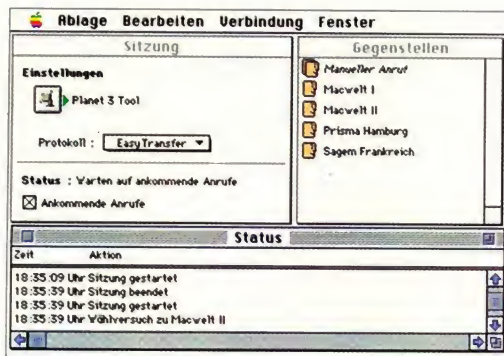 Ablage Bearbeiten Verbindung Fenster
Sitzung
Einstellungen
Planet 3 Tool
Protokoll : EasyTransfer
Status : Warten auf ankommende Anrufe
Ankommende Anrufe
Gegenstellen
Manueller Anruf
Macwelt I
Macwelt II
Prisma Hamburg
Sagem Frankreich
Status
Zeit Aktion
18:35:09 Uhr Sitzung gestartet
18:35:39 Uhr Sitzung beendet
18:35:39 Uhr Sitzung gestartet
18:35:39 Uhr Wählversuch zu Macwelt II